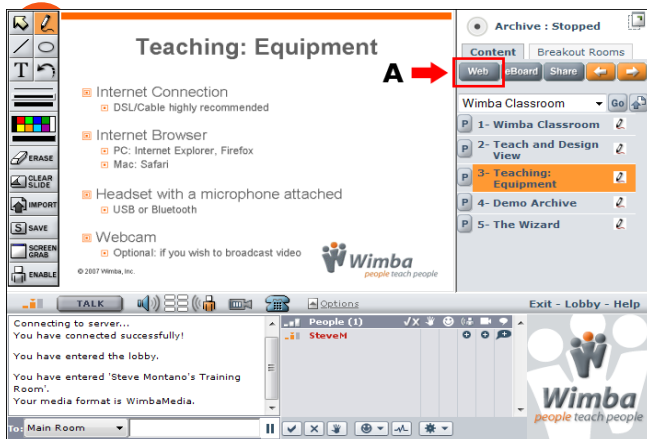 Archive : Stopped
Content Breakout Rooms
Web eBoard Share
Wimba Classroom Go
P 1- Wimba Classroom
P 2- Teach and Design
View
P 3- Teaching:
Equipment
P 4- Demo Archive
P 5- The Wizard
A
T
ERASE
CLEAR
SLIDE
IMPORT
S SAVE
SCREEN
GRAB
ENABLE
Teaching: Equipment
Internet Connection
DSL/Cable highly recommended
Internet Browser
PC: Internet Explorer, Firefox
Mac: Safari
Headset with a microphone attached
USB or Bluetooth
Webcam
Optional: if you wish to broadcast video
© 2007 Wimba, Inc.
Wimba
people teach people
TALK Options Exit - Lobby - Help
Connecting to server...
You have connected successfully!
You have entered the lobby.
You have entered 'Steve Montano's Training
Room'.
Your media format is WimbaMedia.
People (1)
SteveM
Wimba
people teach people
To: Main Room